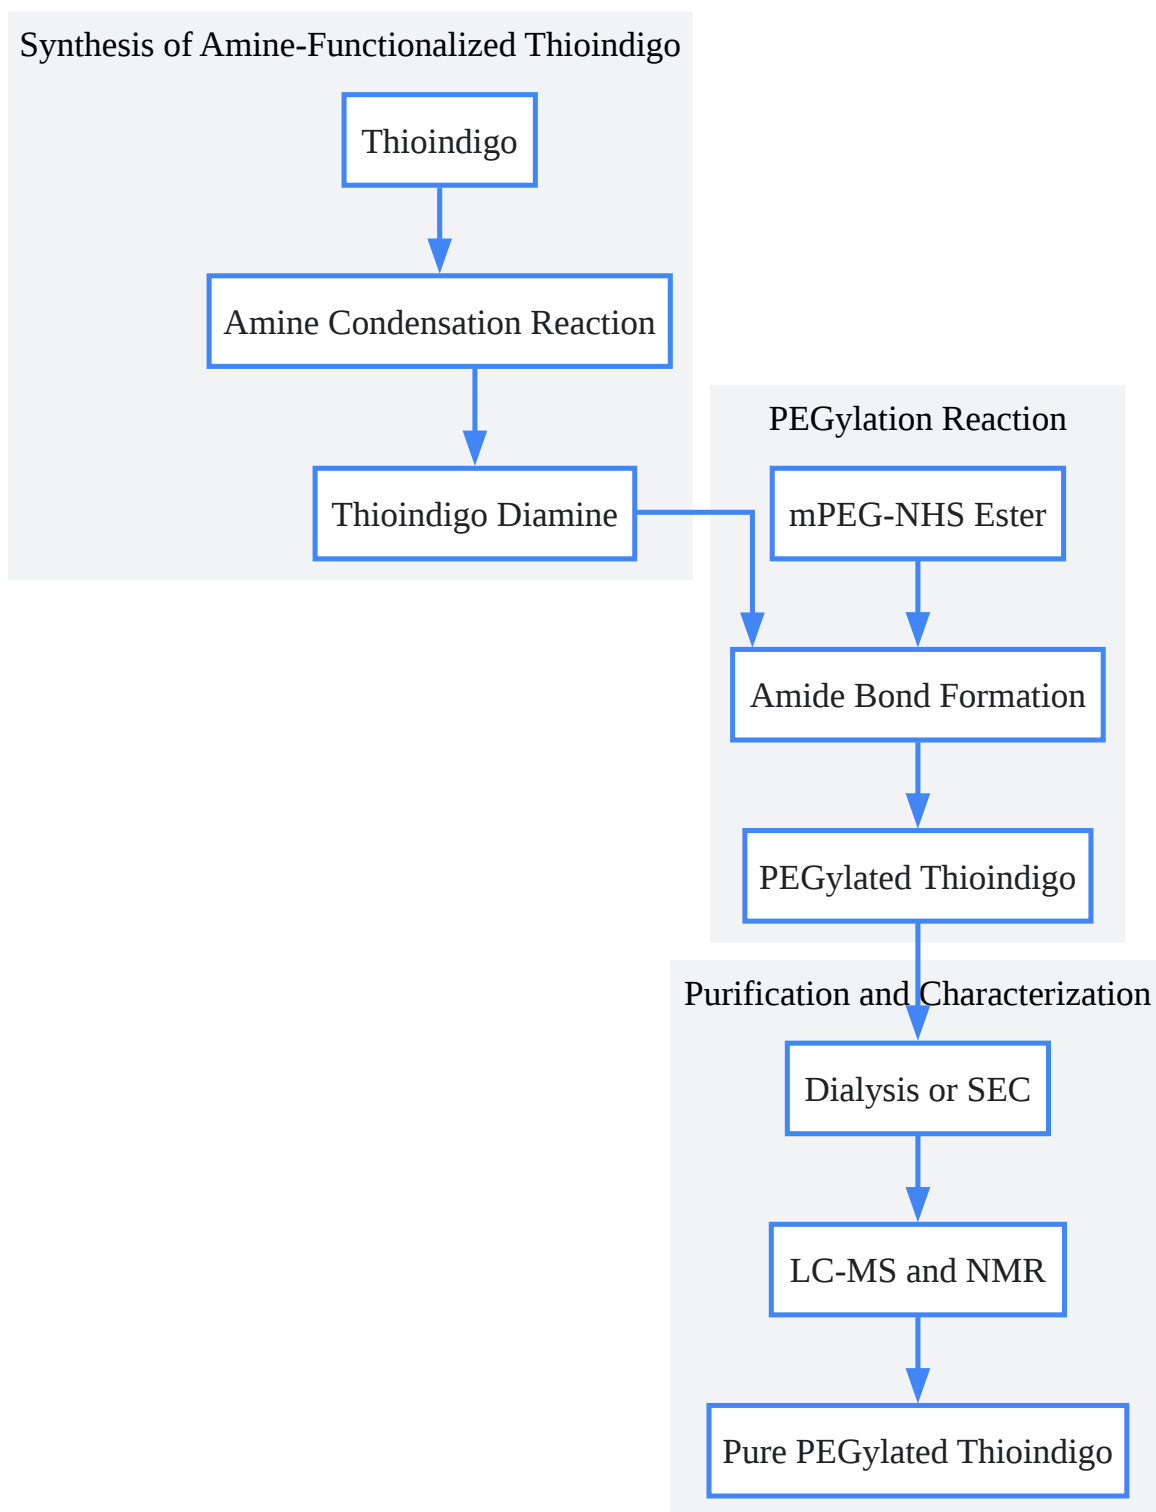 Synthesis of Amine-Functionalized Thioindigo
Thioindigo
Amine Condensation Reaction
Thioindigo Diamine
PEGylation Reaction
mPEG-NHS Ester
Amide Bond Formation
PEGylated Thioindigo
Purification and Characterization
Dialysis or SEC
LC-MS and NMR
Pure PEGylated Thioindigo